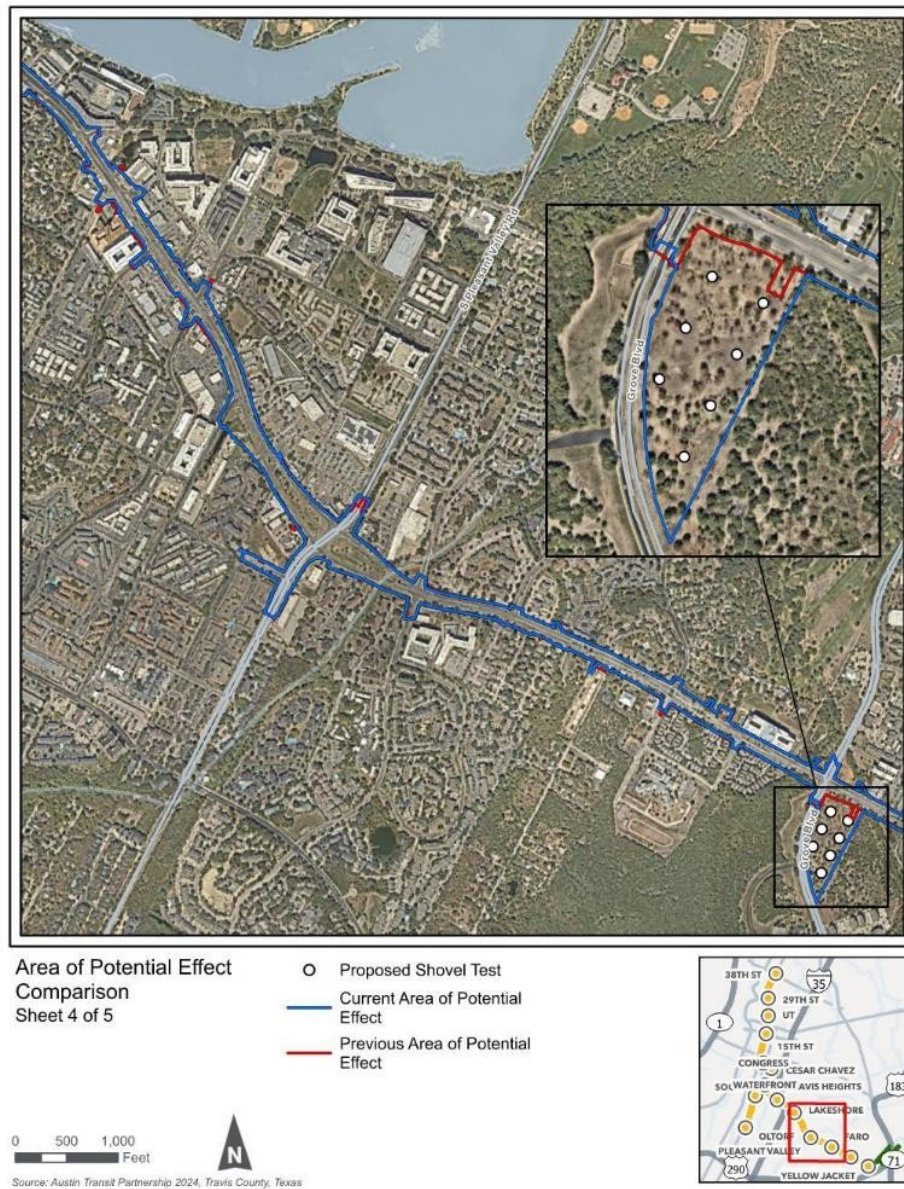 S Pleasant Valley Rd
Grove Blvd
Grove Blvd
Area of Potential Effect
Comparison
Sheet 4 of 5
Proposed Shovel Test
Current Area of Potential
Effect
Previous Area of Potential
Effect
0 500 1,000
Feet
N
Source: Austin Transit Partnership 2024, Travis County, Texas
38TH ST
35
29TH ST
UT
1
15TH ST
CONGRESS
CESAR CHAVEZ
183
SO
WATERFRONT
AVIS HEIGHTS
LAKESHORE
OLTORF
FARO
PLEASANT VALLEY
71
290
YELLOW JACKET